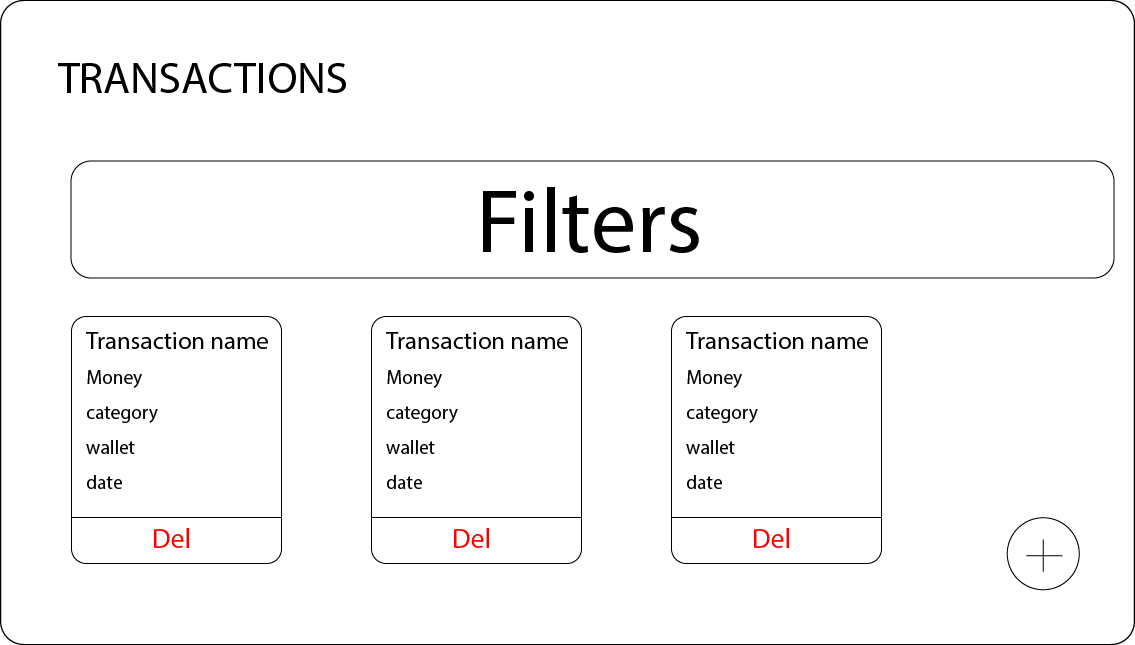 TRANSACTIONS
Filters
Transaction name
Money
category
wallet
date
Del
Transaction name
Money
category
wallet
date
Del
Transaction name
Money
category
wallet
date
Del